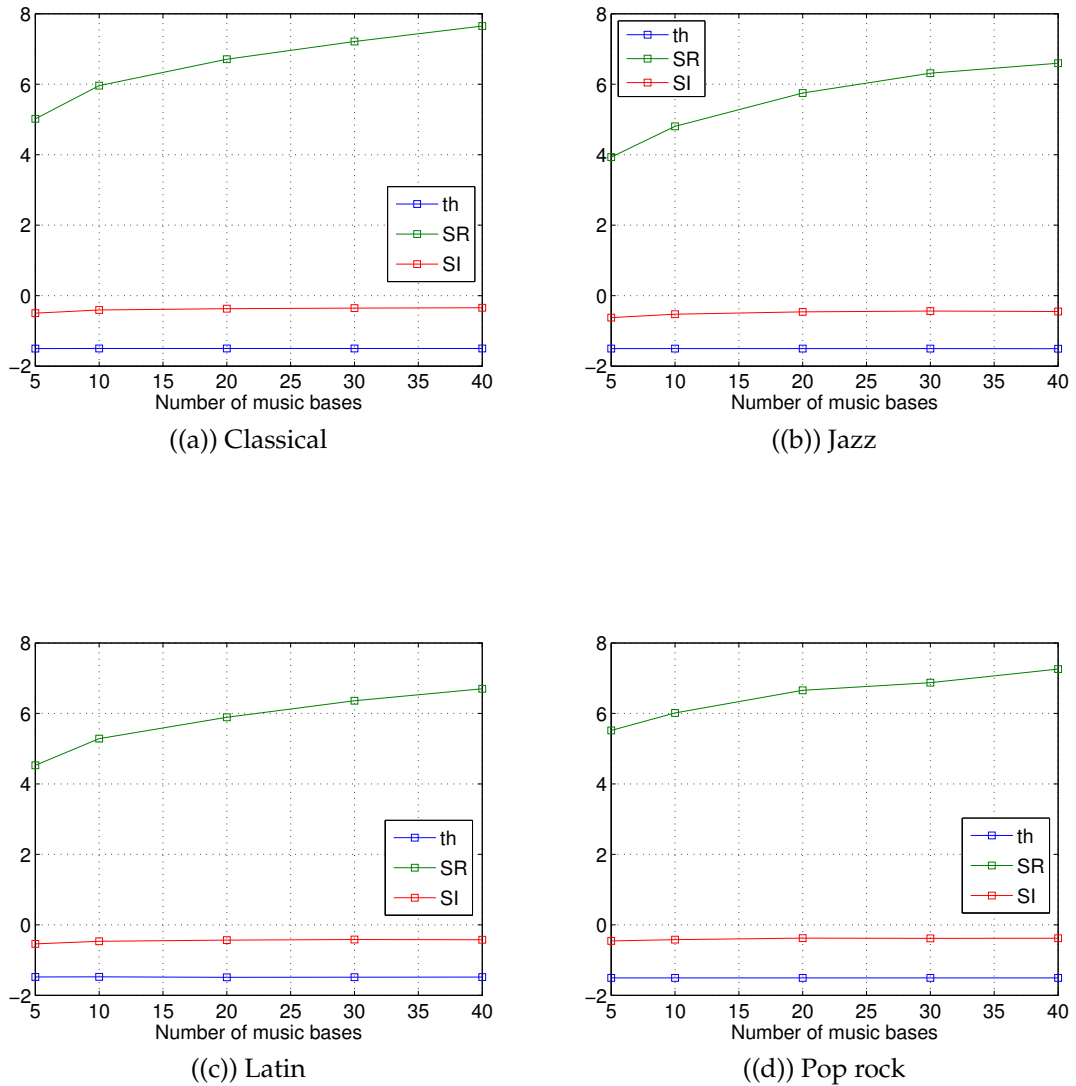 8
6
4
2
0
−2
th
SR
SI
5 10 15 20 25 30 35 40
Number of music bases
((a)) Classical
8
6
4
2
0
−2
th
SR
SI
5 10 15 20 25 30 35 40
Number of music bases
((b)) Jazz
8
6
4
2
0
−2
th
SR
SI
5 10 15 20 25 30 35 40
Number of music bases
((c)) Latin
8
6
4
2
0
−2
th
SR
SI
5 10 15 20 25 30 35 40
Number of music bases
((d)) Pop rock